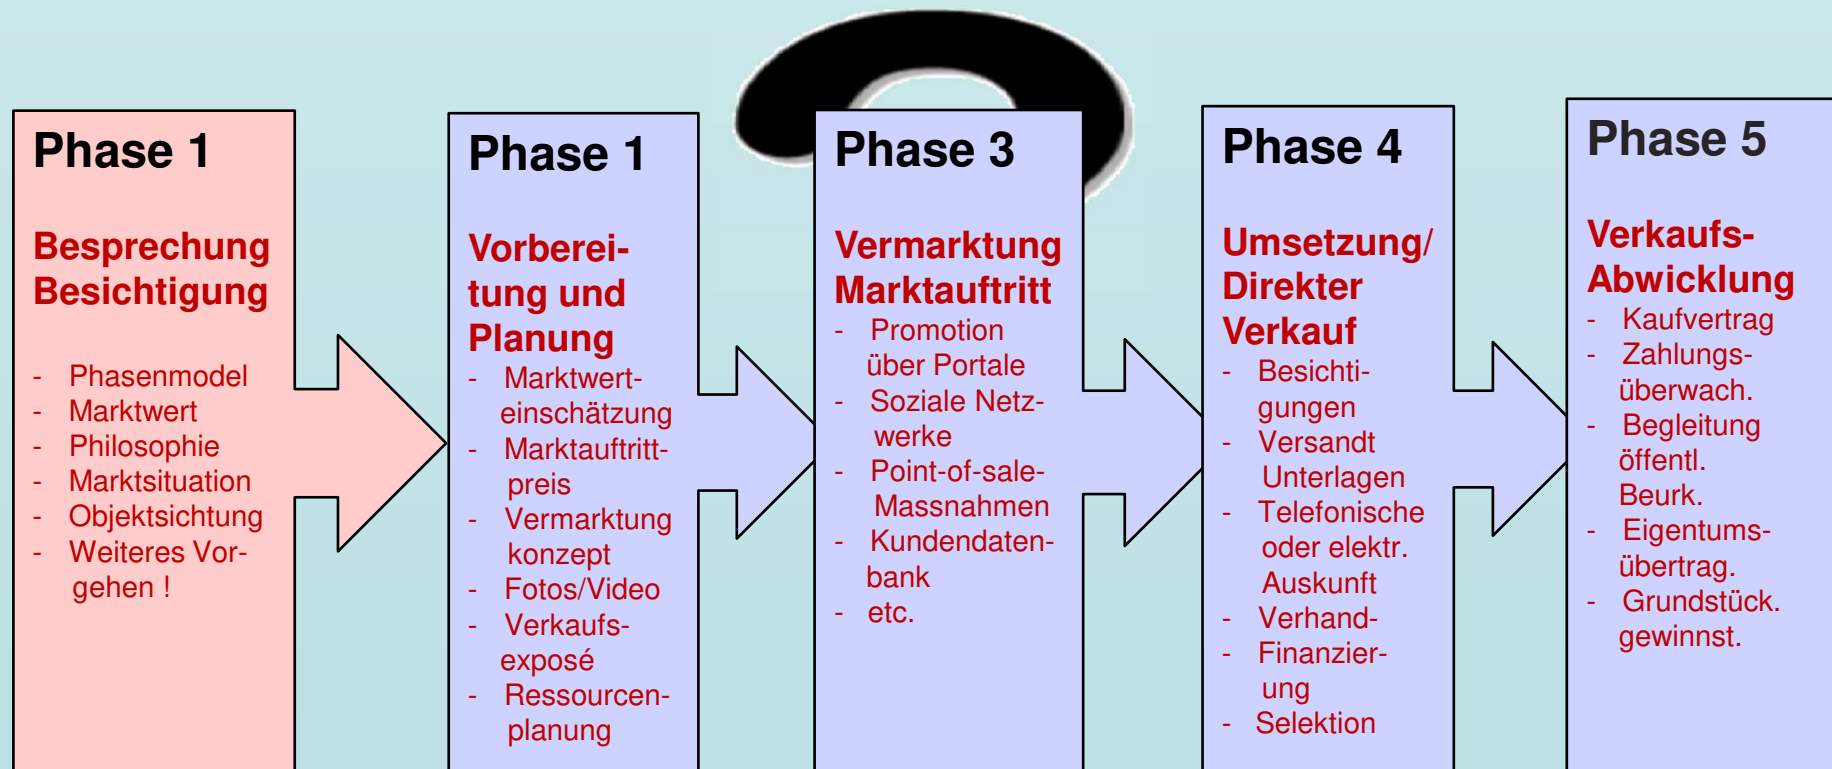 Phase 1
Besprechung
Besichtigung
- Phasenmodel
- Marktwert
- Philosophie
- Marktsituation
- Objektsichtung
- Weiteres Vor-
gehen !
Phase 1
Vorberei-
tung und
Planung
- Marktwert-
einschätzung
- Marktauftritt-
preis
- Vermarktung
konzept
- Fotos/Video
- Verkaufs-
exposé
- Ressourcen-
planung
Phase 3
Vermarktung
Marktauftritt
- Promotion
über Portale
- Soziale Netz-
werke
- Point-of-sale-
Massnahmen
- Kundendaten-
bank
- etc.
Phase 4
Umsetzung/
Direkter
Verkauf
- Besichti-
gungen
- Versandt
Unterlagen
- Telefonische
oder elektr.
Auskunft
- Verhand-
- Finanzier-
ung
- Selektion
Phase 5
Verkaufs-
Abwicklung
- Kaufvertrag
- Zahlungs-
überwach.
- Begleitung
öffentl.
Beurk.
- Eigentums-
übertrag.
- Grundstück.
gewinnst.